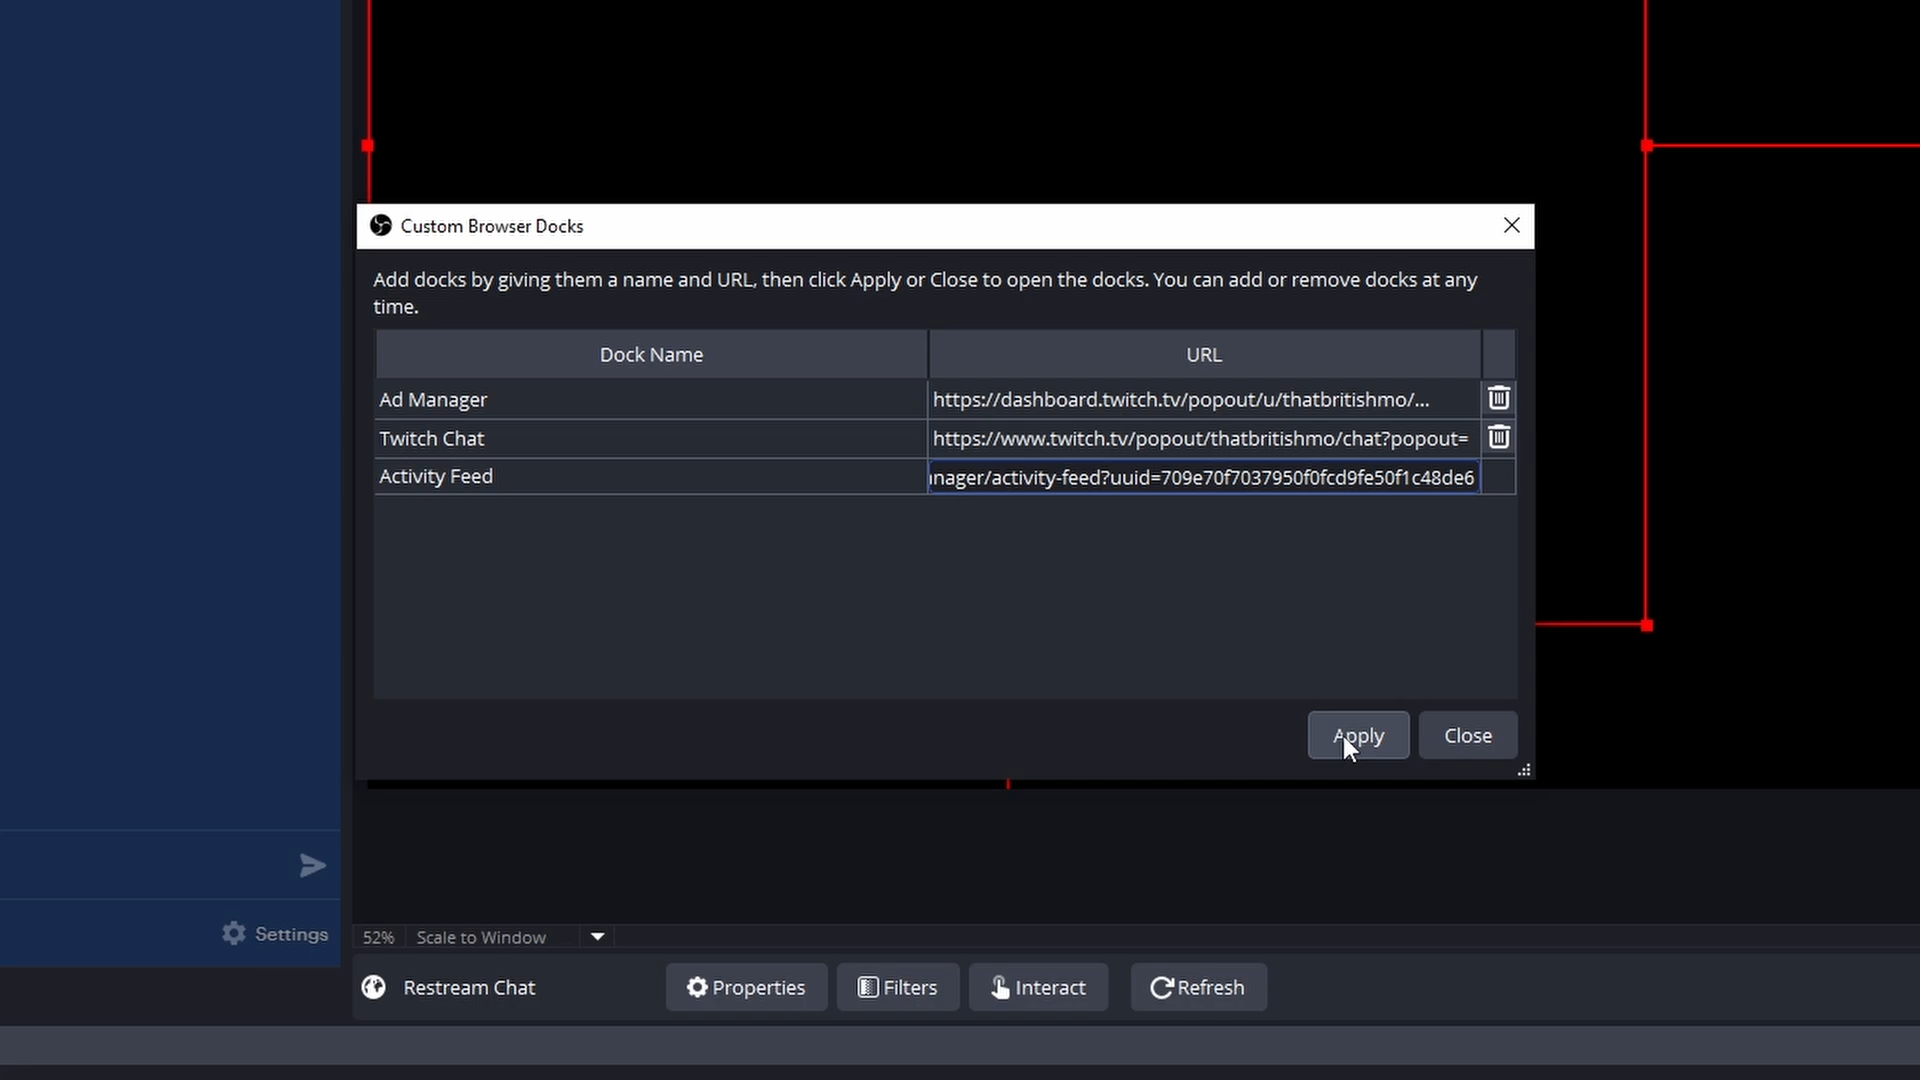 Custom Browser Docks
Add docks by giving them a name and URL, then click Apply or Close to open the docks. You can add or remove docks at any
time.
Dock Name URL
Ad Manager https://dashboard.twitch.tv/popout/u/thatbritishmo/...
Twitch Chat https://www.twitch.tv/popout/thatbritishmo/chat?popout=
Activity Feed nager/activity-feed?uuid=709e70f7037950f0fcd9fe50f1c48de6
Apply Close
Settings
52% Scale to Window
Restream Chat Properties Filters Interact Refresh